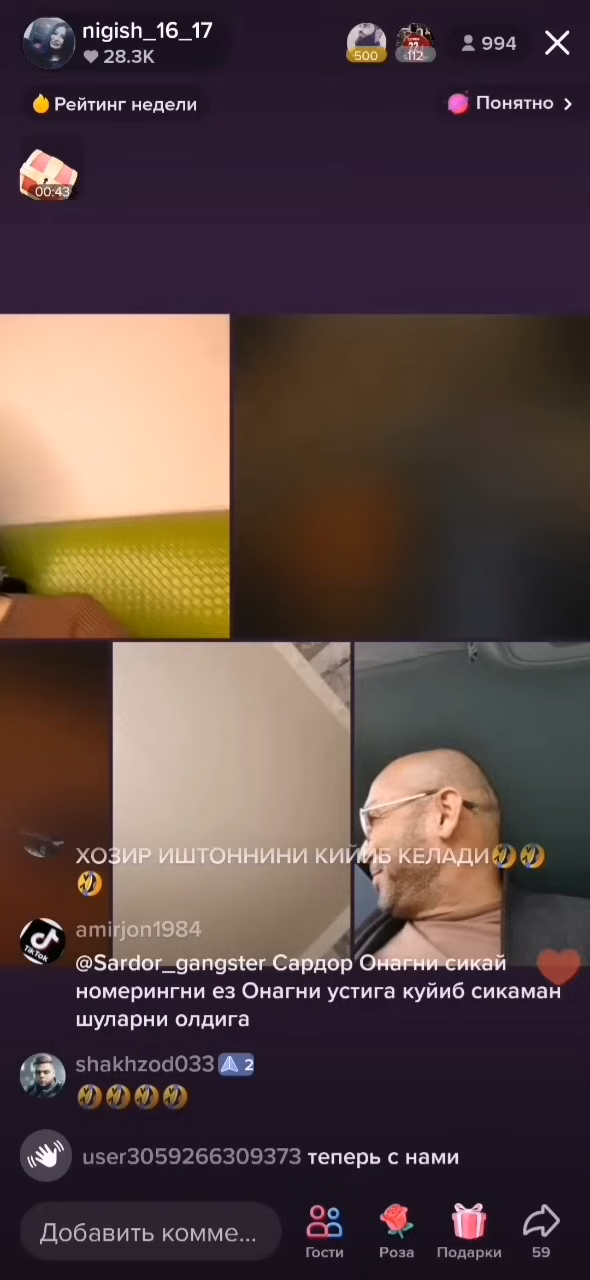 nigish_16_17
28.3K
500
112
994
Рейтинг недели
Понятно
00:43
ХОЗИР ИШТОННИНИ КИЙИБ КЕЛАДИ🤣🤣
🤣
amirjon1984
@Sardor_gangster Сардор Онагни сикай
номерингни ез Онагни устига куйиб сикаман
шуларни олдига
TikTok
shakhzod033 2
🤣🤣🤣🤣
user3059266309373 теперь с нами
Добавить комме...
Гости
Роза
Подарки
59